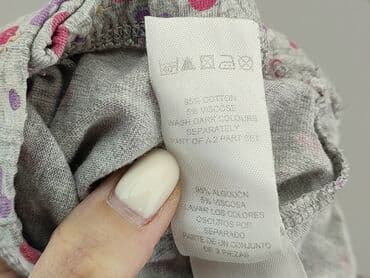 95% COTTON
5% VISCOSE
WASH DARK COLOURS
SEPARATELY
PART OF A 2 PART SET
95% ALGODÓN
5% VISCOSA
LAVAR LOS COLORES
OSCUROS POR
SEPARADO
PARTE DE UN CONJUNTO
DE 2 PIEZAS